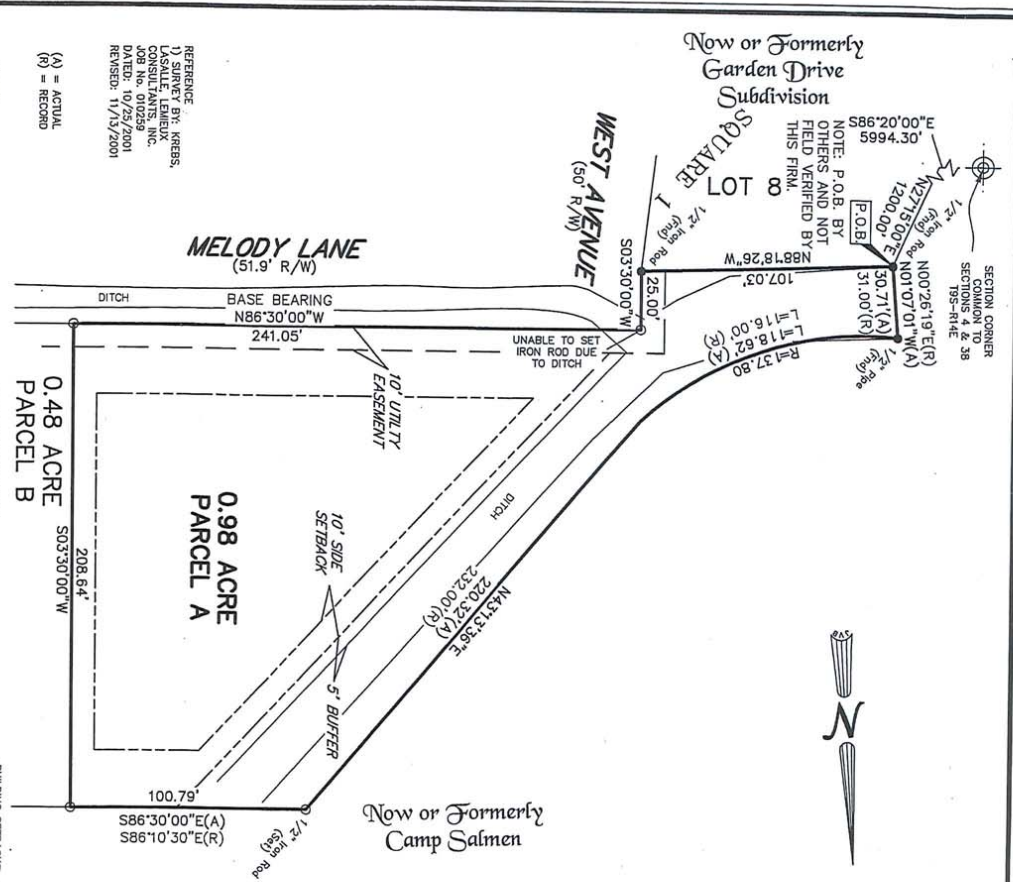 Now or Formerly
Garden Drive
Subdivision
S86°20'00"E
5994.30'
SECTION CORNER
COMMON TO
SECTIONS 4 & 38
T9S-R14E
N27°15'00"E
1200.00'
1/2" Iron Rod
(Fnd)
NOTE: P.O.B. BY
OTHERS AND NOT
FIELD VERIFIED BY
THIS FIRM.
P.O.B.
SQUARE 1
LOT 8
N00°26'19"E(R)
N01°07'01"W(A)
30.71'(A)
31.00'(R)
1/2" Pipe
(Fnd)
N88°18'26"W
107.03'
1/2" Iron Rod
(Fnd)
L=116.00' (R)
L=118.62' (A)
R=137.80
S03°30'00"W
25.00'
WEST AVENUE
(50' R/W)
MELODY LANE
(51.9' R/W)
DITCH
BASE BEARING
N86°30'00"W
241.05'
UNABLE TO SET
IRON ROD DUE
TO DITCH
10' UTILTY
EASEMENT
DITCH
N43°13'36"E
220.32'(A)
232.00'(R)
0.98 ACRE
PARCEL A
10' SIDE
SETBACK
5' BUFFER
0.48 ACRE
PARCEL B
208.64'
S03°30'00"W
100.79'
S86°30'00"E(A)
S86°10'30"E(R)
1/2" Iron Rod
(Set)
Now or Formerly
Camp Salmen
N
REFERENCE
1) SURVEY BY: KREBS,
LASALLE, LEMIEUX
CONSULTANTS, INC.
JOB No. 010259
DATED: 10/25/2001
REVISED: 11/13/2001
(A) = ACTUAL
(R) = RECORD